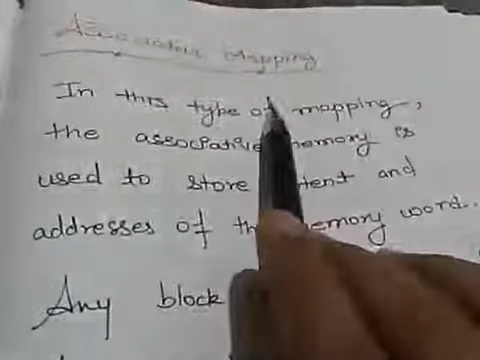 Associative Mapping
In this type of mapping,
the associative memory is
used to store and
addresses of memory word.
Any block